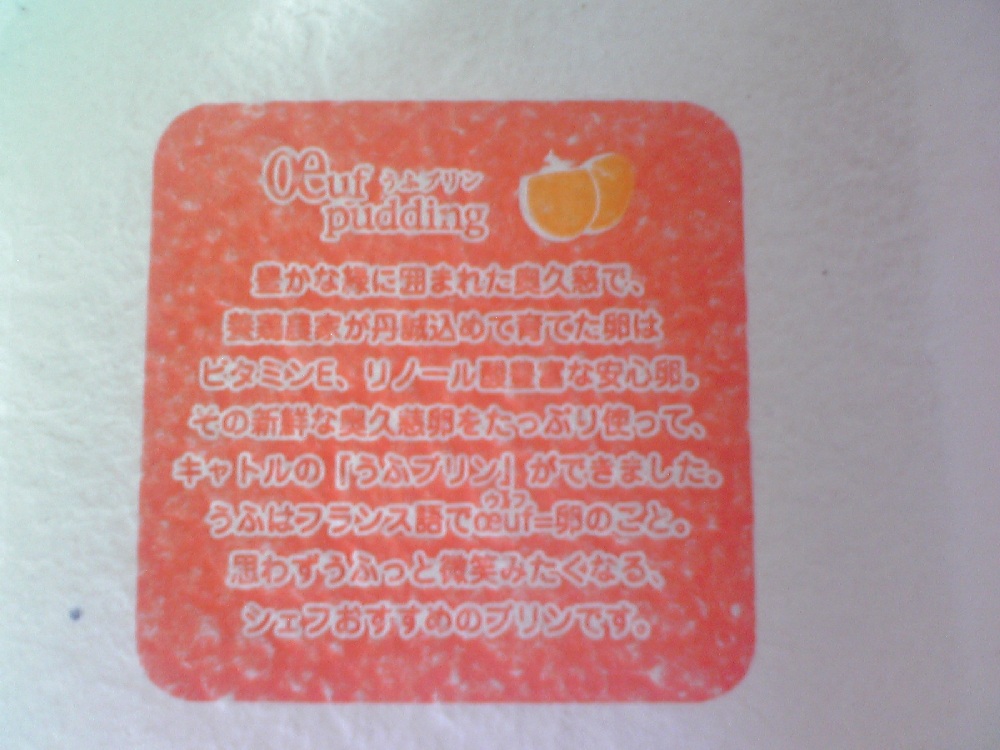 Oeuf うふプリン
pudding
豊かな緑に囲まれた奥久慈で、
養鶏農家が丹誠込めて育てた卵は
ビタミンE、リノール酸豊富な安心卵。
その新鮮な奥久慈卵をたっぷり使って、
キャトルの「うふプリン」ができました。
ウフ
うふはフランス語でœuf=卵のこと。
思わずうふっと微笑みたくなる、
シェフおすすめのプリンです。